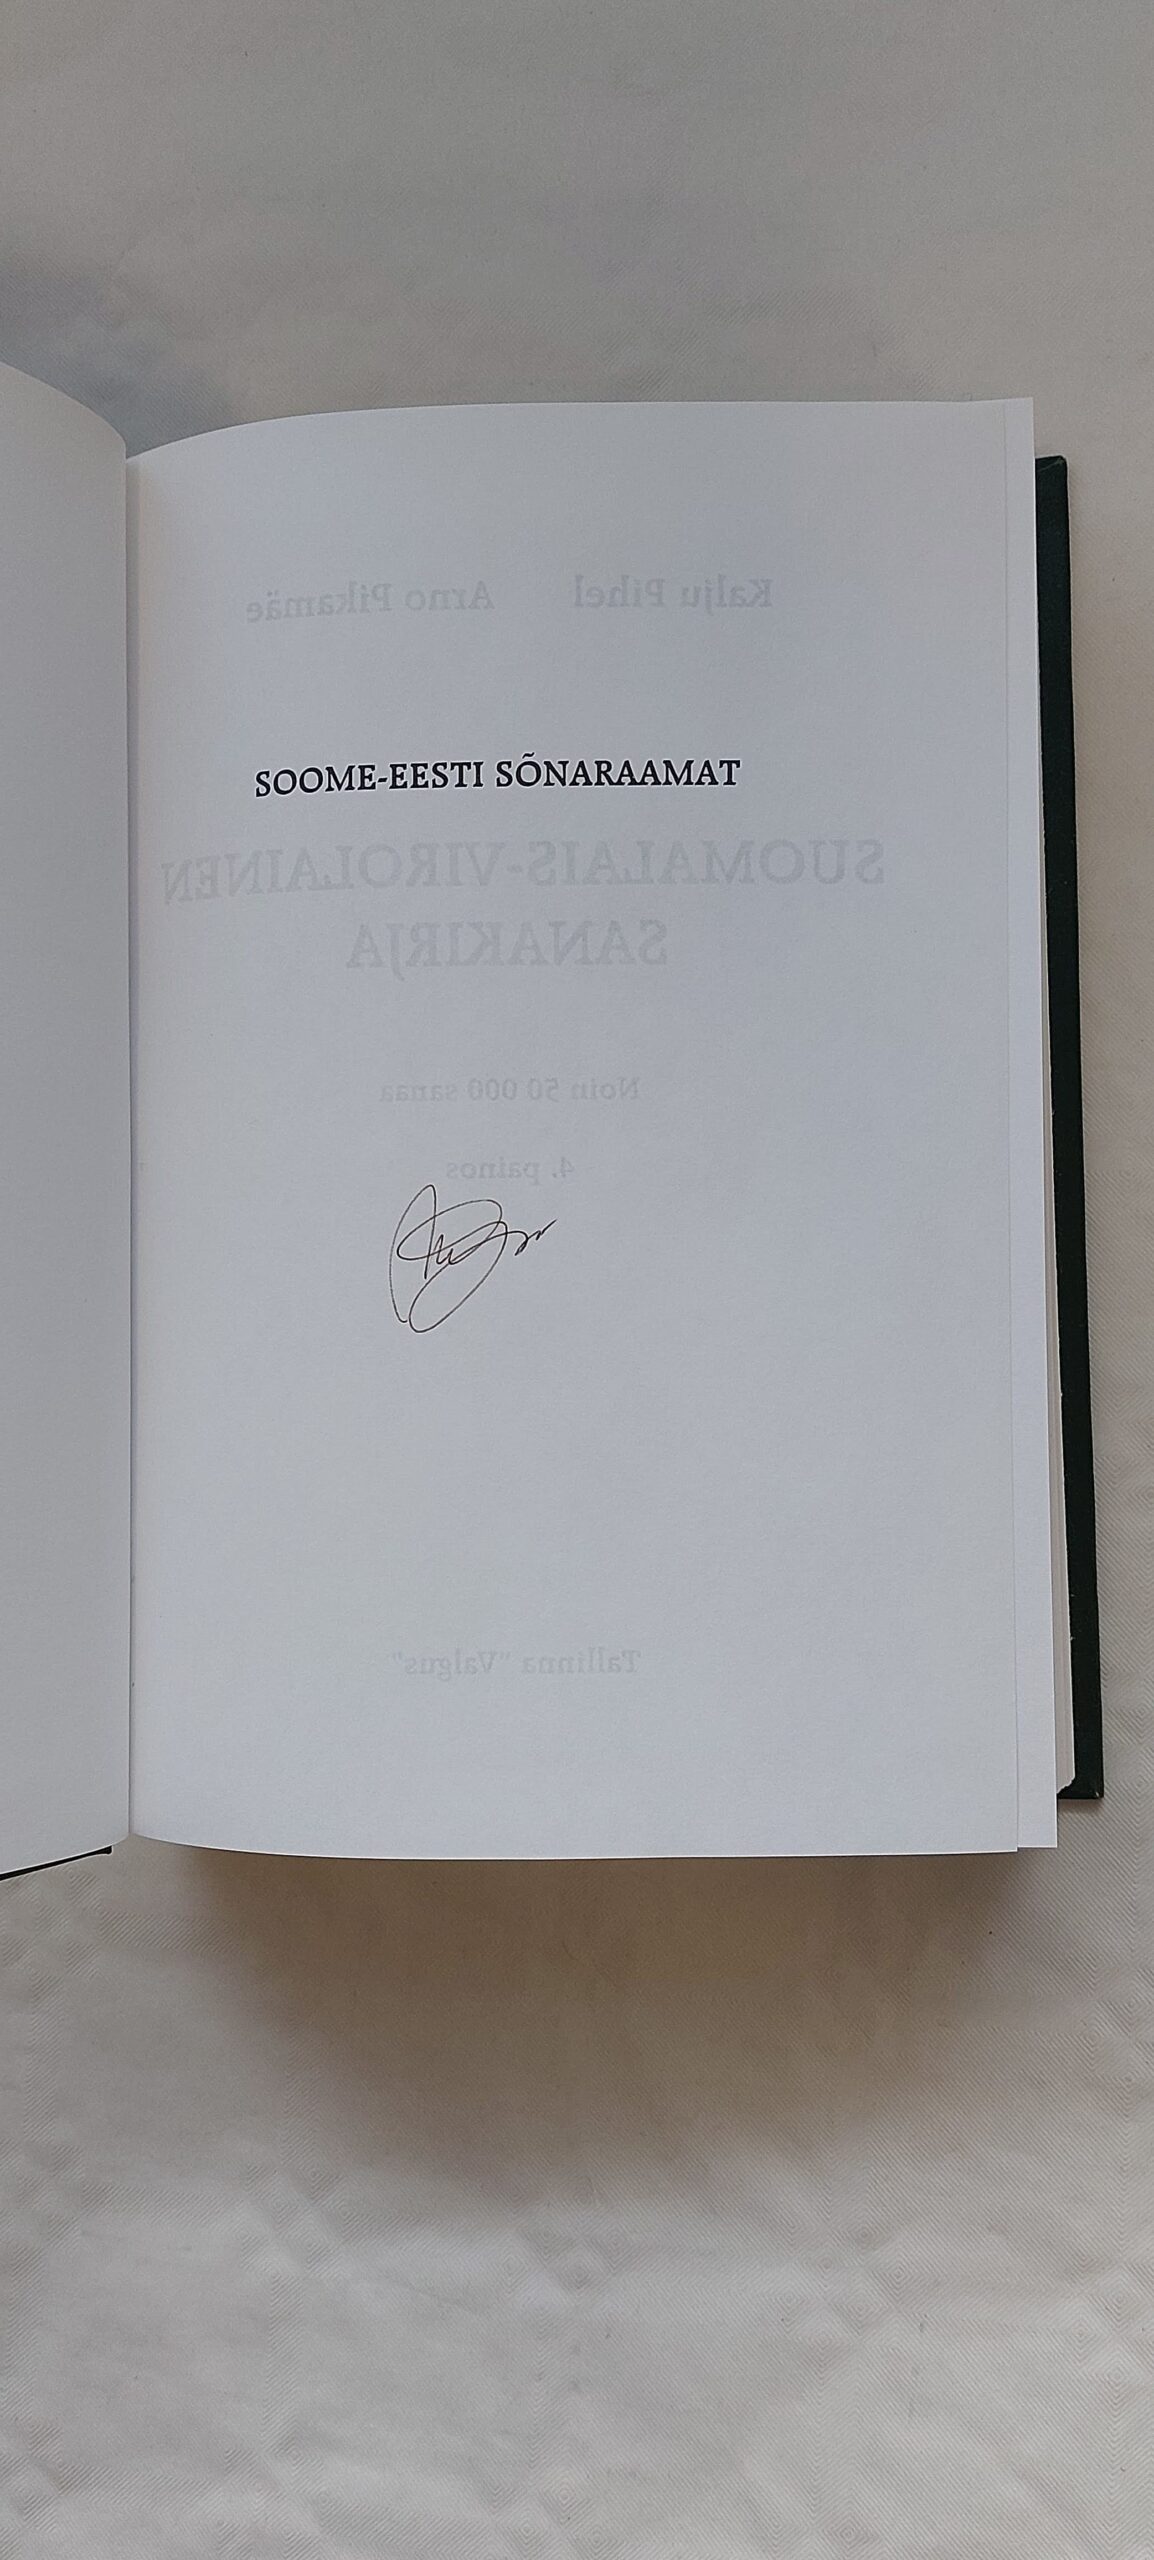 Kalju Pihel Arno Pikamäe
SOOME-EESTI SÕNARAAMAT
SUOMALAIS-VIROLAINEN
SANAKIRJA
Noin 50 000 sanaa
4. painos
Tallinna "Valgus"